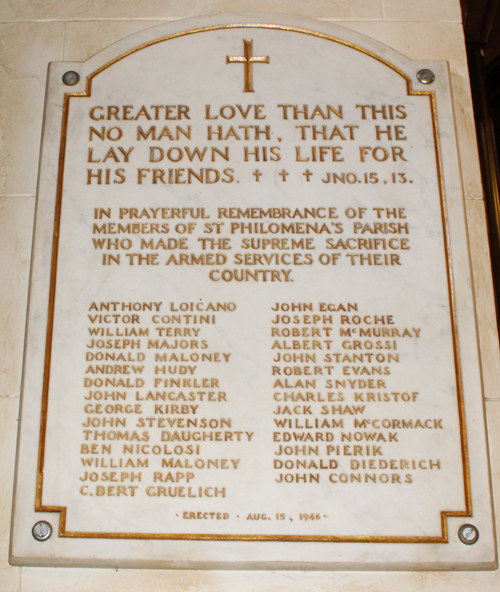 GREATER LOVE THAN THIS
NO MAN HATH, THAT HE
LAY DOWN HIS LIFE FOR
HIS FRIENDS. ✝ ✝ ✝ JNO. 15, 13.
IN PRAYERFUL REMEMBRANCE OF THE
MEMBERS OF ST PHILOMENA'S PARISH
WHO MADE THE SUPREME SACRIFICE
IN THE ARMED SERVICES OF THEIR
COUNTRY.
ANTHONY LOICANO
VICTOR CONTINI
WILLIAM TERRY
JOSEPH MAJORS
DONALD MALONEY
ANDREW HUDY
DONALD FINKLER
JOHN LANCASTER
GEORGE KIRBY
JOHN STEVENSON
THOMAS DAUGHERTY
BEN NICOLOSI
WILLIAM MALONEY
JOSEPH RAPP
C. BERT GRUELICH
JOHN EGAN
JOSEPH ROCHE
ROBERT McMURRAY
ALBERT GROSSI
JOHN STANTON
ROBERT EVANS
ALAN SNYDER
CHARLES KRISTOF
JACK SHAW
WILLIAM McCORMACK
EDWARD NOWAK
JOHN PIERIK
DONALD DIEDERICH
JOHN CONNORS
· ERECTED · AUG. 15, 1944 ·